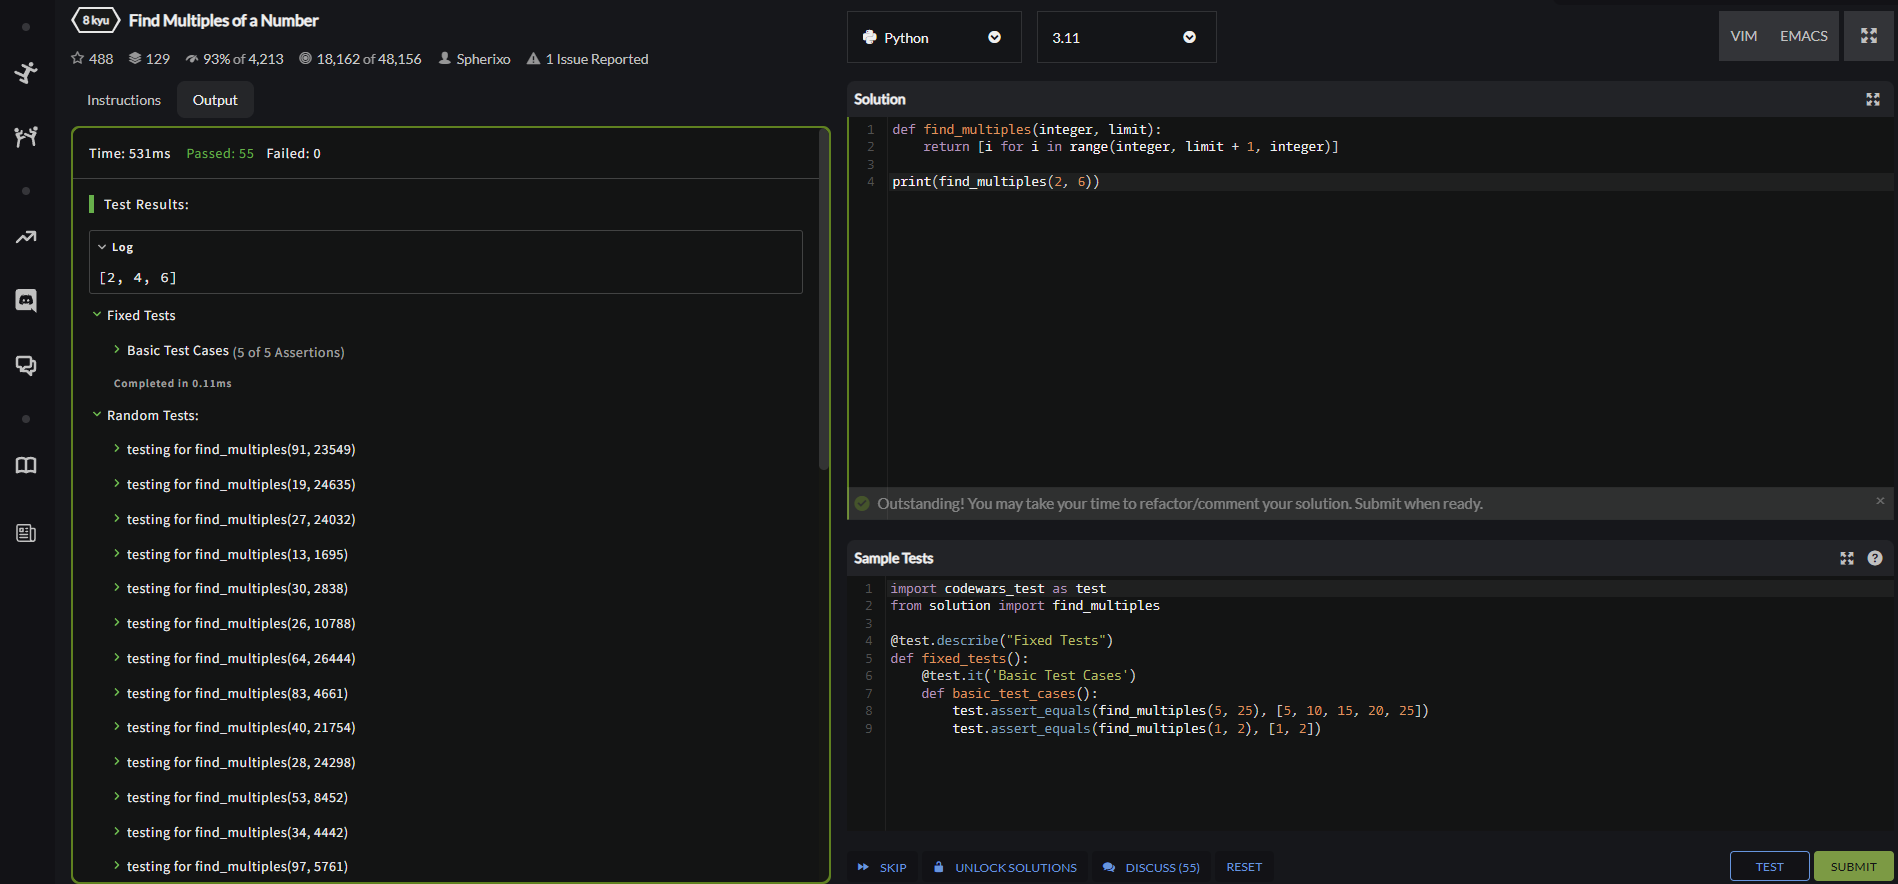 8 kyu Find Multiples of a Number
488 129 93% of 4,213 18,162 of 48,156 Spherixo 1 Issue Reported
Instructions Output
Time: 531ms Passed: 55 Failed: 0
Test Results:
Log
[2, 4, 6]
Fixed Tests
Basic Test Cases (5 of 5 Assertions)
Completed in 0.11ms
Random Tests:
testing for find_multiples(91, 23549)
testing for find_multiples(19, 24635)
testing for find_multiples(27, 24032)
testing for find_multiples(13, 1695)
testing for find_multiples(30, 2838)
testing for find_multiples(26, 10788)
testing for find_multiples(64, 26444)
testing for find_multiples(83, 4661)
testing for find_multiples(40, 21754)
testing for find_multiples(28, 24298)
testing for find_multiples(53, 8452)
testing for find_multiples(34, 4442)
testing for find_multiples(97, 5761)
Python 3.11 VIM EMACS
Solution
1 def find_multiples(integer, limit):
2     return [i for i in range(integer, limit + 1, integer)]
3
4 print(find_multiples(2, 6))
Outstanding! You may take your time to refactor/comment your solution. Submit when ready. ×
Sample Tests ?
1 import codewars_test as test
2 from solution import find_multiples
3
4 @test.describe("Fixed Tests")
5 def fixed_tests():
6     @test.it('Basic Test Cases')
7     def basic_test_cases():
8         test.assert_equals(find_multiples(5, 25), [5, 10, 15, 20, 25])
9         test.assert_equals(find_multiples(1, 2), [1, 2])
SKIP UNLOCK SOLUTIONS DISCUSS (55) RESET TEST SUBMIT